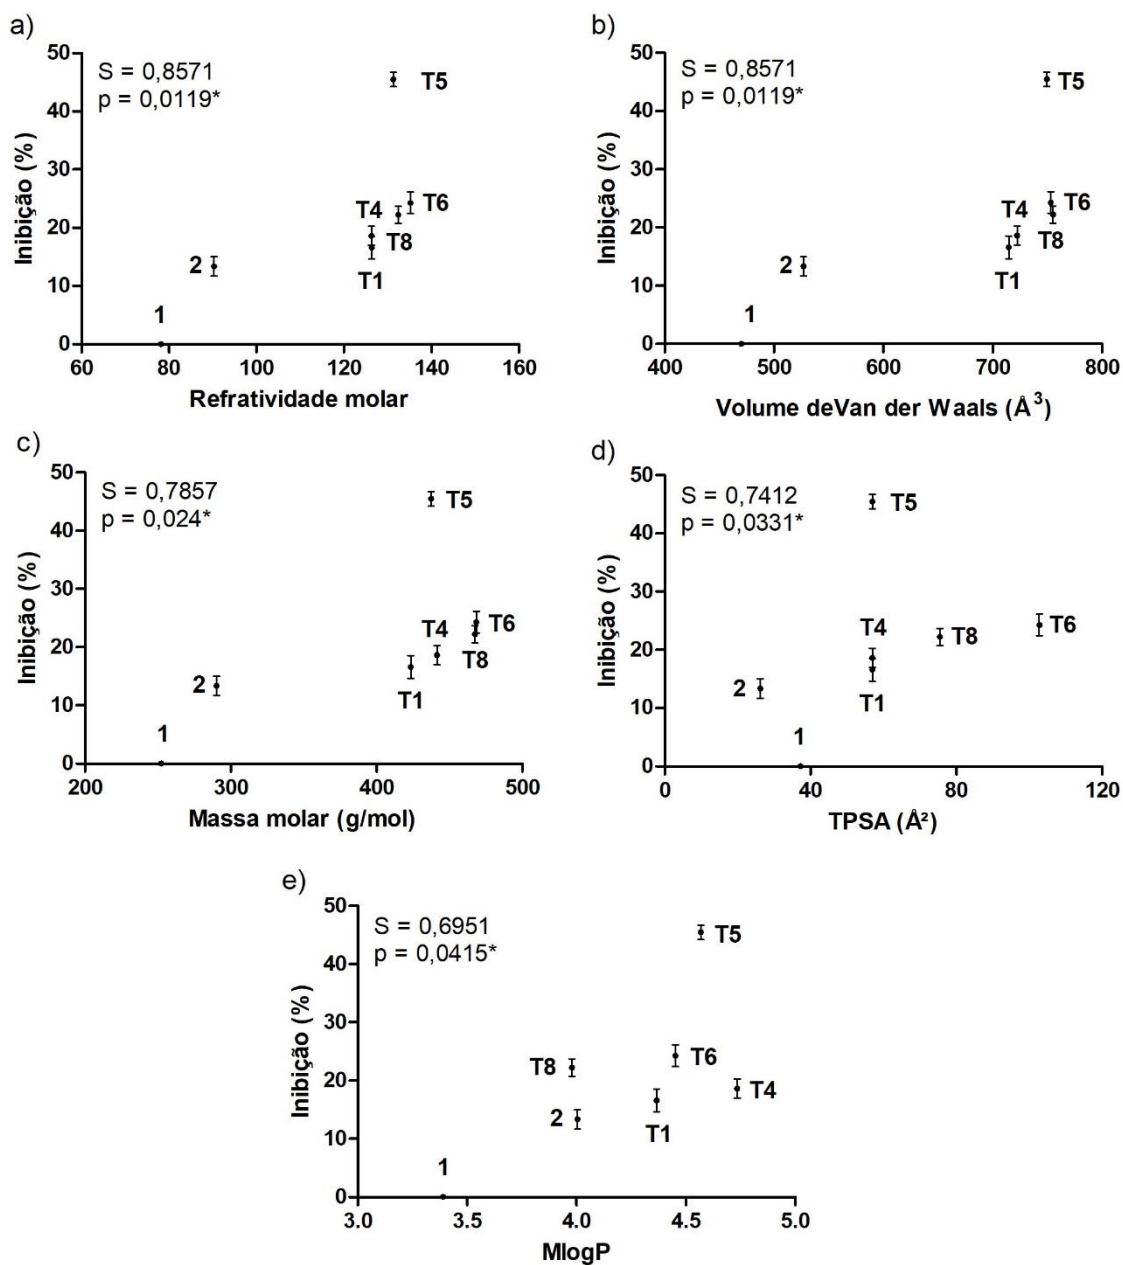 a)
S = 0,8571
p = 0,0119*
Inibição (%)
50
40
30
20
10
0
T5
T4
T6
T8
T1
2
1
60
80
100
120
140
160
Refratividade molar
b)
S = 0,8571
p = 0,0119*
Inibição (%)
50
40
30
20
10
0
T5
T4
T6
T8
T1
2
1
400
500
600
700
800
Volume deVan der Waals (Å³)
c)
S = 0,7857
p = 0,024*
Inibição (%)
50
40
30
20
10
0
T5
T4
T6
T8
T1
2
1
200
300
400
500
Massa molar (g/mol)
d)
S = 0,7412
p = 0,0331*
Inibição (%)
50
40
30
20
10
0
T5
T4
T6
T8
T1
2
1
0
40
80
120
TPSA (Å²)
e)
S = 0,6951
p = 0,0415*
Inibição (%)
50
40
30
20
10
0
T5
T8
T6
T4
2
T1
1
3.0
3.5
4.0
4.5
5.0
MlogP